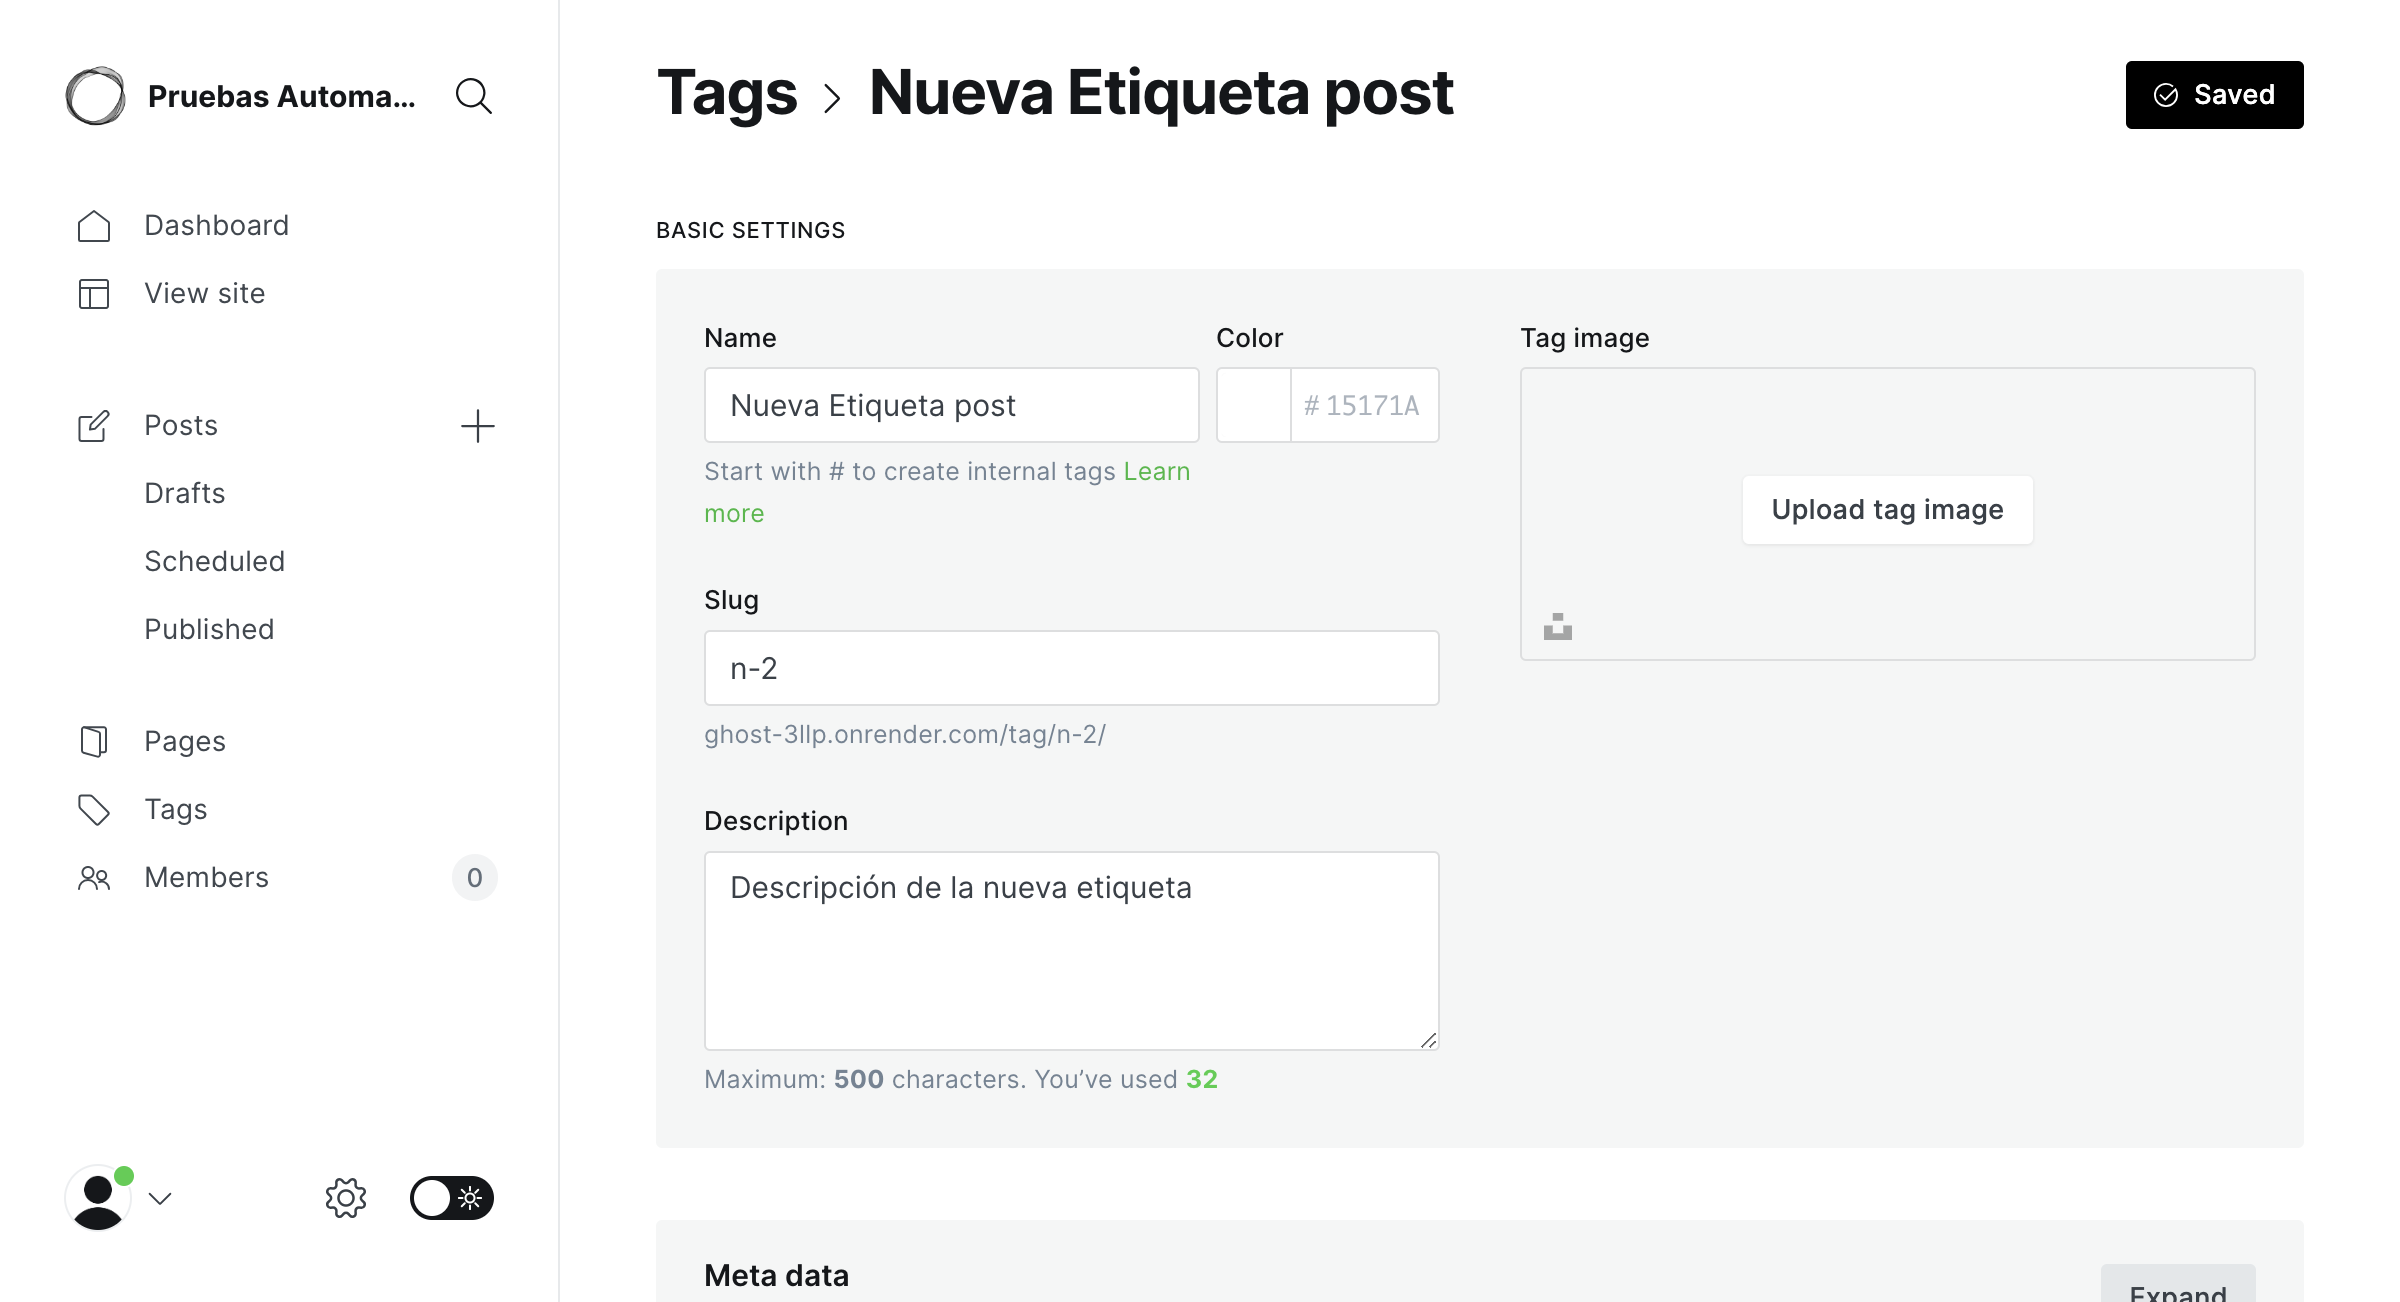 Pruebas Automa...
Dashboard
View site
Posts
Drafts
Scheduled
Published
Pages
Tags
Members 0
Tags > Nueva Etiqueta post
Saved
BASIC SETTINGS
Name
Nueva Etiqueta post
Start with # to create internal tags Learn
more
Color
# 15171A
Slug
n-2
ghost-3llp.onrender.com/tag/n-2/
Description
Descripción de la nueva etiqueta
Maximum: 500 characters. You’ve used 32
Tag image
Upload tag image
Meta data
Expand